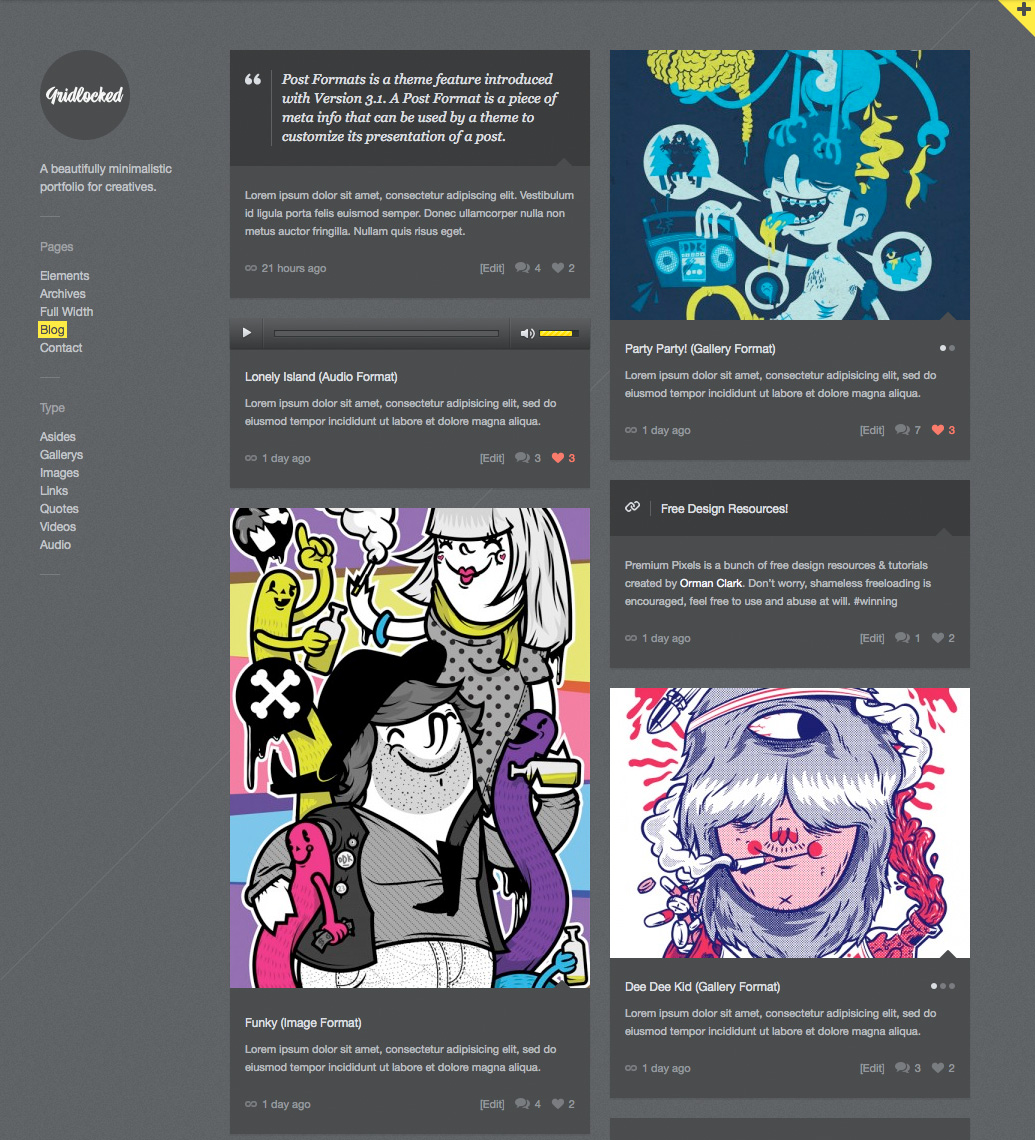 Gridlocked
A beautifully minimalistic
portfolio for creatives.
Pages
Elements
Archives
Full Width
Blog
Contact
Type
Asides
Gallerys
Images
Links
Quotes
Videos
Audio
Post Formats is a theme feature introduced
with Version 3.1. A Post Format is a piece of
meta info that can be used by a theme to
customize its presentation of a post.
Lorem ipsum dolor sit amet, consectetur adipiscing elit. Vestibulum
id ligula porta felis euismod semper. Donec ullamcorper nulla non
metus auctor fringilla. Nullam quis risus eget.
21 hours ago [Edit] 4 2
Lonely Island (Audio Format)
Lorem ipsum dolor sit amet, consectetur adipisicing elit, sed do
eiusmod tempor incididunt ut labore et dolore magna aliqua.
1 day ago [Edit] 3 3
DDK
Funky (Image Format)
Lorem ipsum dolor sit amet, consectetur adipisicing elit, sed do
eiusmod tempor incididunt ut labore et dolore magna aliqua.
1 day ago [Edit] 4 2
DDK
Party Party! (Gallery Format)
Lorem ipsum dolor sit amet, consectetur adipisicing elit, sed do
eiusmod tempor incididunt ut labore et dolore magna aliqua.
1 day ago [Edit] 7 3
Free Design Resources!
Premium Pixels is a bunch of free design resources & tutorials
created by Orman Clark. Don't worry, shameless freeloading is
encouraged, feel free to use and abuse at will. #winning
1 day ago [Edit] 1 2
Dee Dee Kid (Gallery Format)
Lorem ipsum dolor sit amet, consectetur adipisicing elit, sed do
eiusmod tempor incididunt ut labore et dolore magna aliqua.
1 day ago [Edit] 3 2